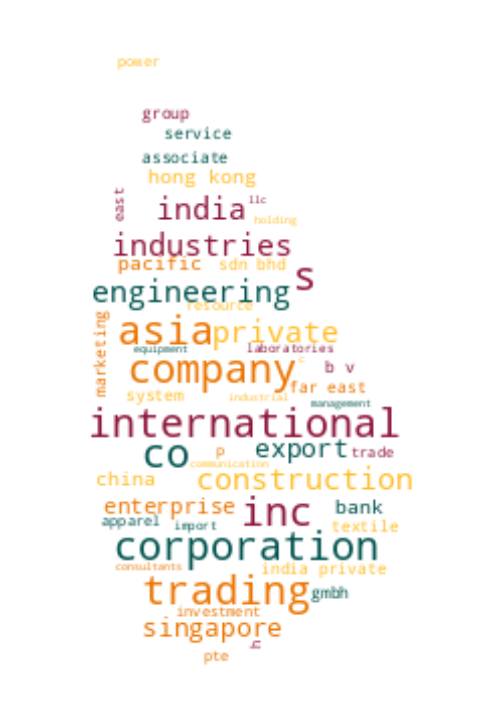 power
group
service
associate
hong kong
east
india
llc
holding
industries
pacific sdn bhd
s
engineering
resource
asia private
marketing
equipment laboratories
company c
b v
far east
system industrial
management
international
co p export trade
communication
china construction
enterprise inc bank
apparel import textile
corporation
consultants india private
trading gmbh
investment
singapore
h
pte